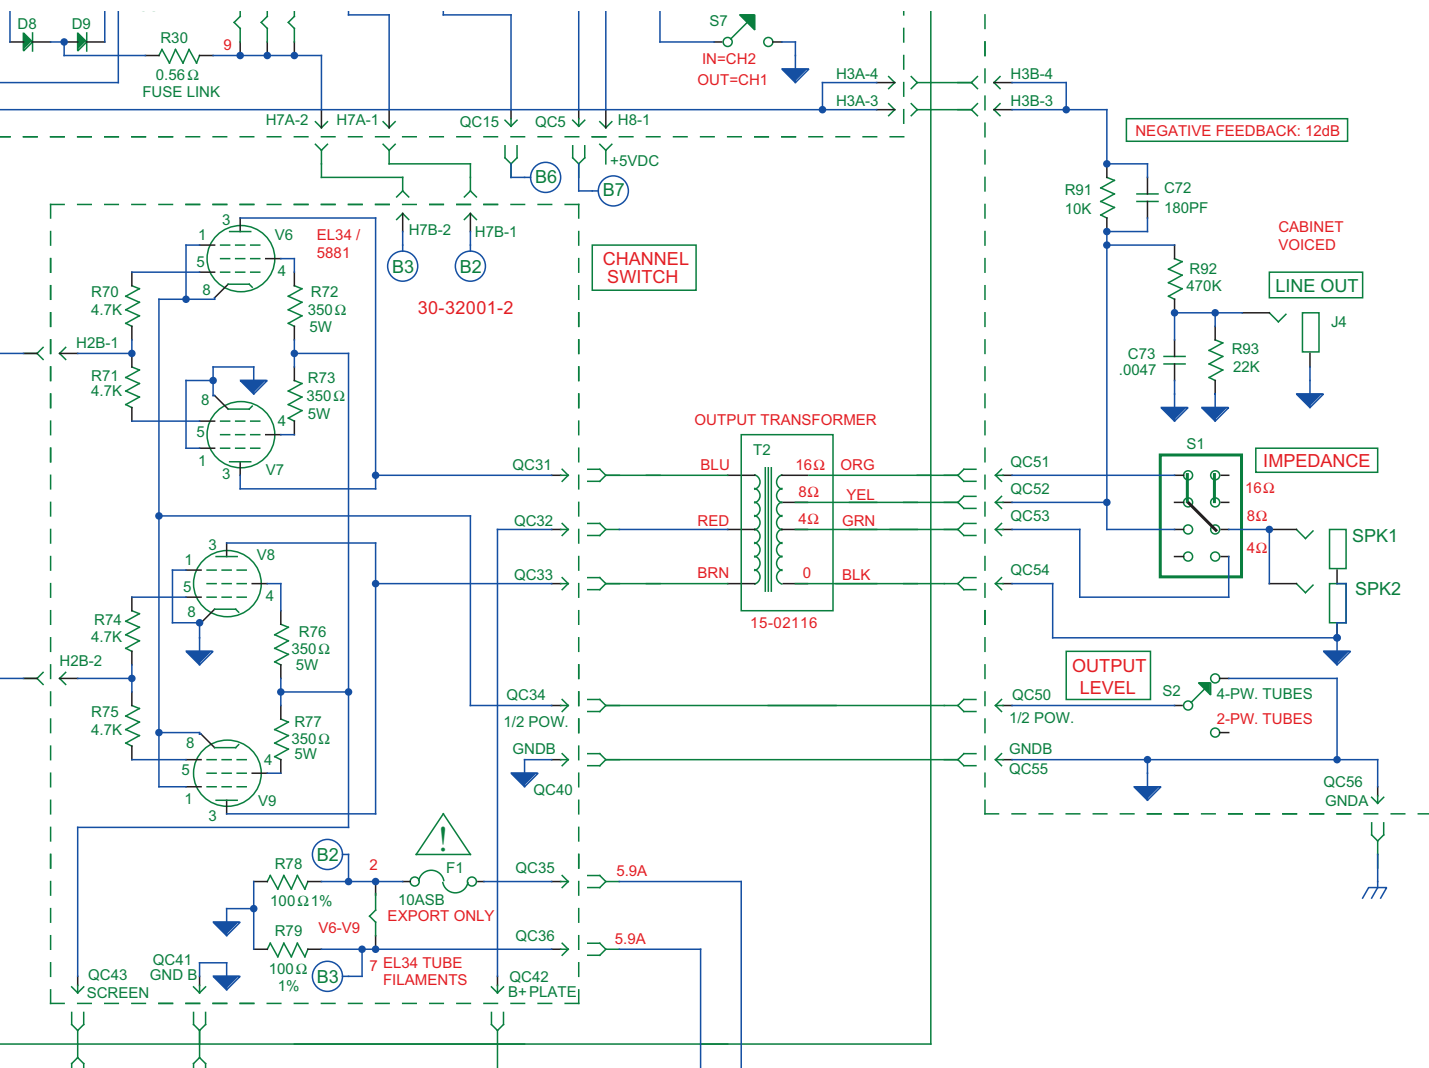 D8
D9
R30
0.56Ω
FUSE LINK
9
S7
IN=CH2
OUT=CH1
H3A-4
H3A-3
H3B-4
H3B-3
H7A-2
H7A-1
QC15
QC5
H8-1
+5VDC
B6
B7
NEGATIVE FEEDBACK: 12dB
R91
10K
C72
180PF
CABINET
VOICED
R92
470K
LINE OUT
J4
C73
.0047
R93
22K
3
V6
1
5
4
8
EL34 /
5881
H7B-2
H7B-1
B3
B2
CHANNEL
SWITCH
30-32001-2
R70
4.7K
R72
350Ω
5W
H2B-1
R71
4.7K
R73
350Ω
5W
8
4
5
1
V7
3
OUTPUT TRANSFORMER
T2
QC31
BLU
16Ω
ORG
QC51
8Ω
YEL
QC52
QC32
RED
4Ω
GRN
QC53
QC33
BRN
0
BLK
QC54
15-02116
S1
IMPEDANCE
16Ω
8Ω
4Ω
SPK1
SPK2
3
V8
1
5
4
8
R74
4.7K
R76
350Ω
5W
H2B-2
R75
4.7K
R77
350Ω
5W
8
4
5
1
V9
3
QC34
1/2 POW.
GNDB
QC40
OUTPUT
LEVEL
QC50
1/2 POW.
S2
4-PW. TUBES
2-PW. TUBES
GNDB
QC55
QC56
GNDA
B2
2
!
F1
R78
100Ω1%
10ASB
EXPORT ONLY
QC35
5.9A
V6-V9
R79
100Ω
1%
B3
7
EL34 TUBE
FILAMENTS
QC36
5.9A
QC43
SCREEN
QC41
GND B
QC42
B+PLATE